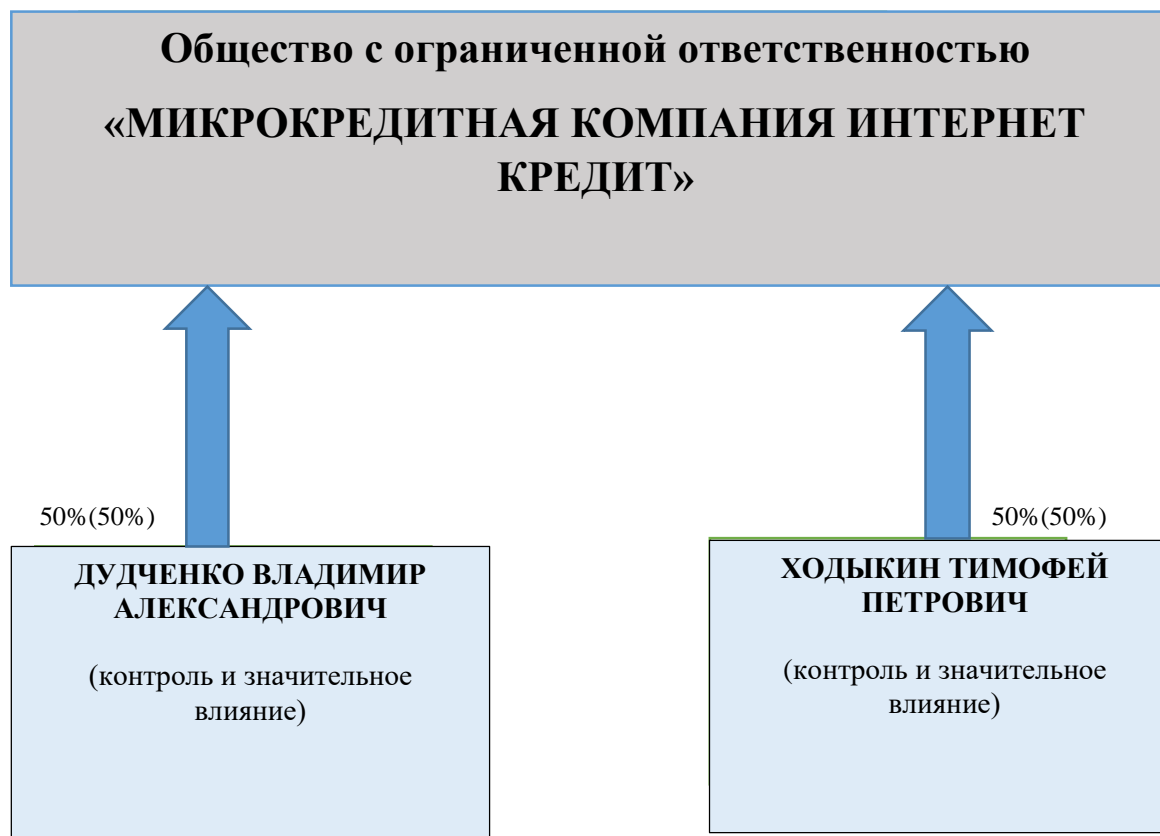 Общество с ограниченной ответственностью
«МИКРОКРЕДИТНАЯ КОМПАНИЯ ИНТЕРНЕТ
КРЕДИТ»
50%(50%)
50%(50%)
ДУДЧЕНКО ВЛАДИМИР
АЛЕКСАНДРОВИЧ
(контроль и значительное
влияние)
ХОДЫКИН ТИМОФЕЙ
ПЕТРОВИЧ
(контроль и значительное
влияние)